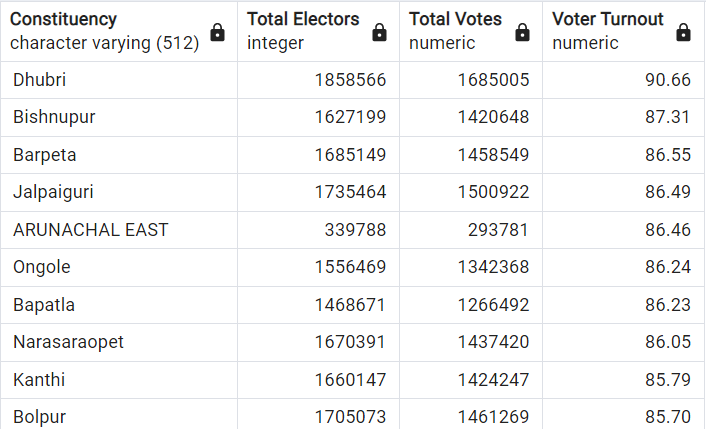 Constituency Total Electors Total Votes Voter Turnout
character varying (512) integer numeric numeric
Dhubri 1858566 1685005 90.66
Bishnupur 1627199 1420648 87.31
Barpeta 1685149 1458549 86.55
Jalpaiguri 1735464 1500922 86.49
ARUNACHAL EAST 339788 293781 86.46
Ongole 1556469 1342368 86.24
Bapatla 1468671 1266492 86.23
Narasaraopet 1670391 1437420 86.05
Kanthi 1660147 1424247 85.79
Bolpur 1705073 1461269 85.70